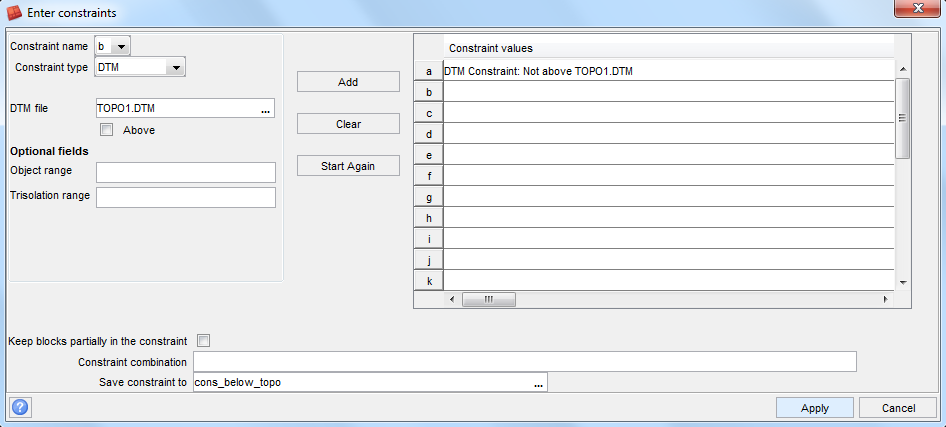 Enter constraints
Constraint name b
Constraint values
Constraint type DTM
a DTM Constraint: Not above TOPO1.DTM
Add
b
DTM file TOPO1.DTM ...
c
Above
Clear
d
Optional fields
e
Object range
Start Again
f
Trisolation range
g
h
i
j
k
Keep blocks partially in the constraint
Constraint combination
Save constraint to cons_below_topo ...
? Apply Cancel